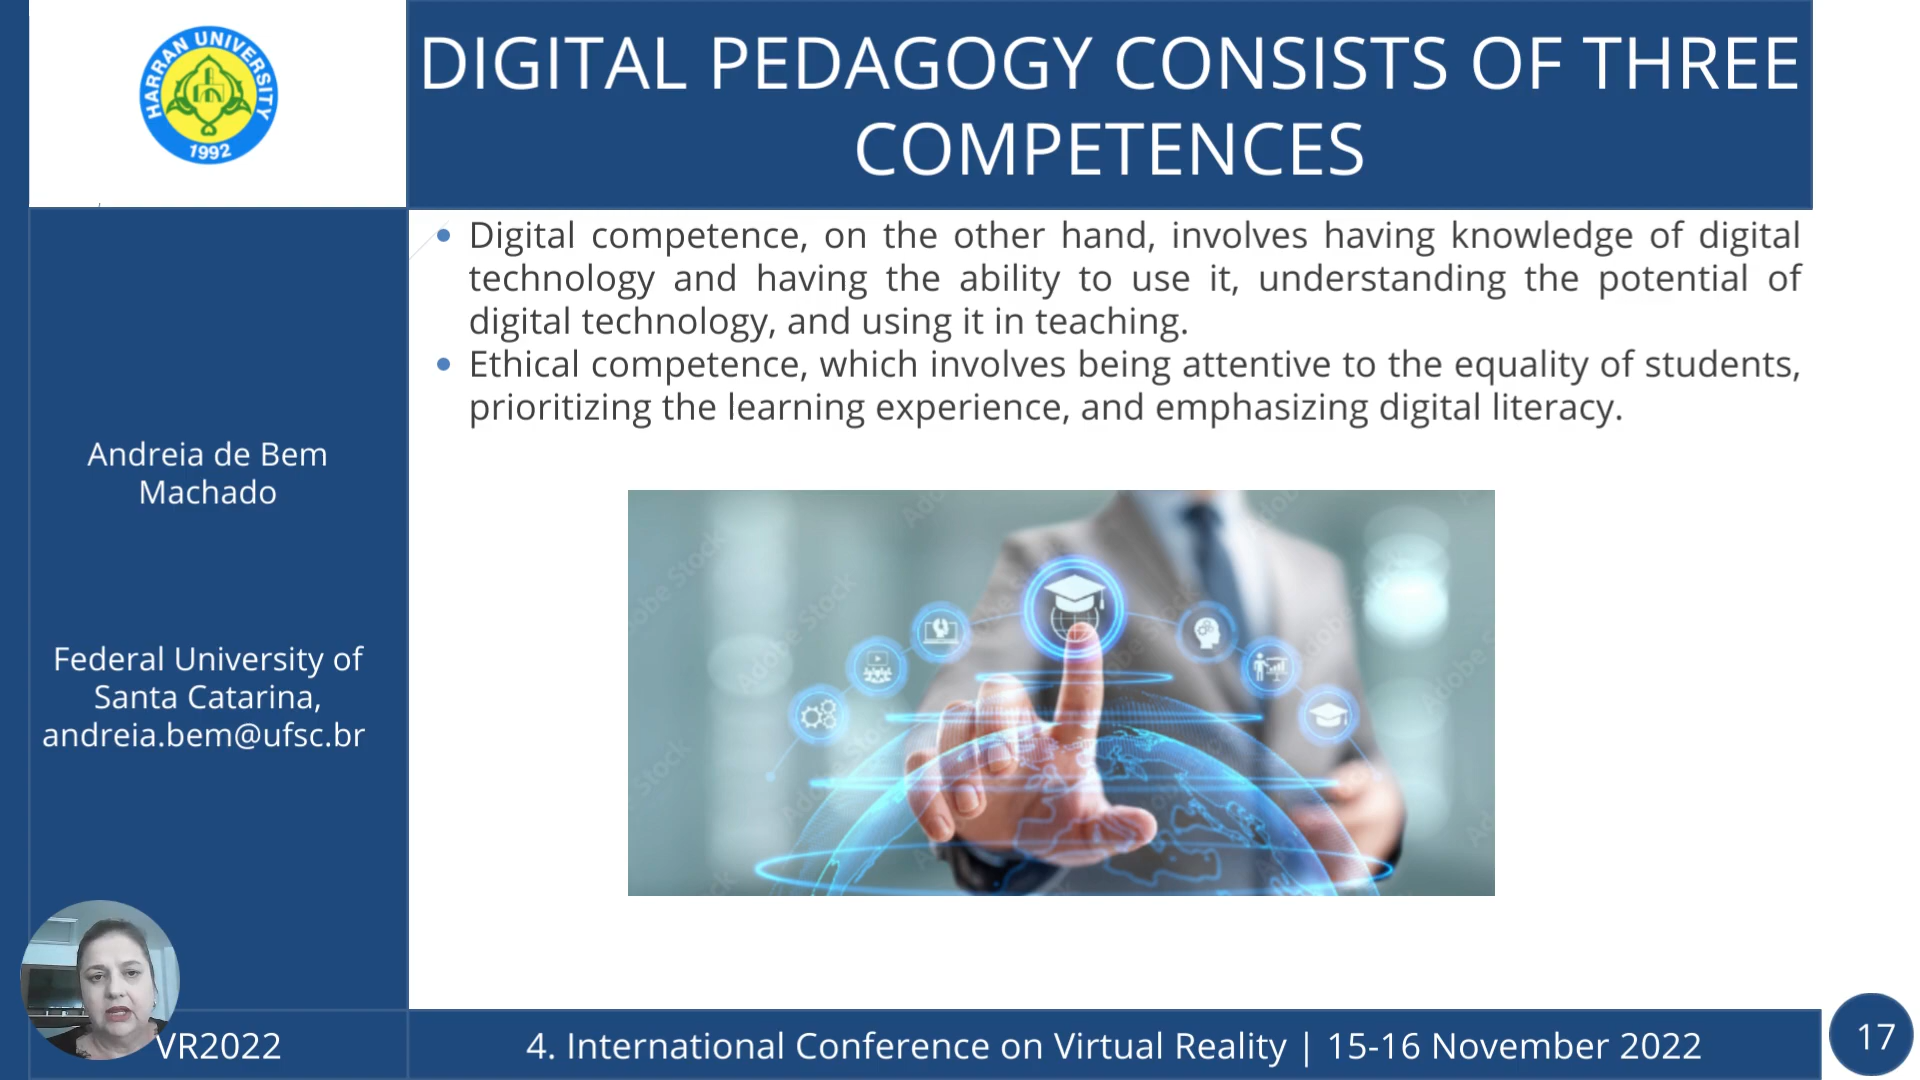 HARRAN UNIVERSITY
1992
DIGITAL PEDAGOGY CONSISTS OF THREE
COMPETENCES
• Digital competence, on the other hand, involves having knowledge of digital
technology and having the ability to use it, understanding the potential of
digital technology, and using it in teaching.
• Ethical competence, which involves being attentive to the equality of students,
prioritizing the learning experience, and emphasizing digital literacy.
Andreia de Bem
Machado
Federal University of
Santa Catarina,
andreia.bem@ufsc.br
Adobe Stock
Adobe Stock
VR2022
4. International Conference on Virtual Reality | 15-16 November 2022
17